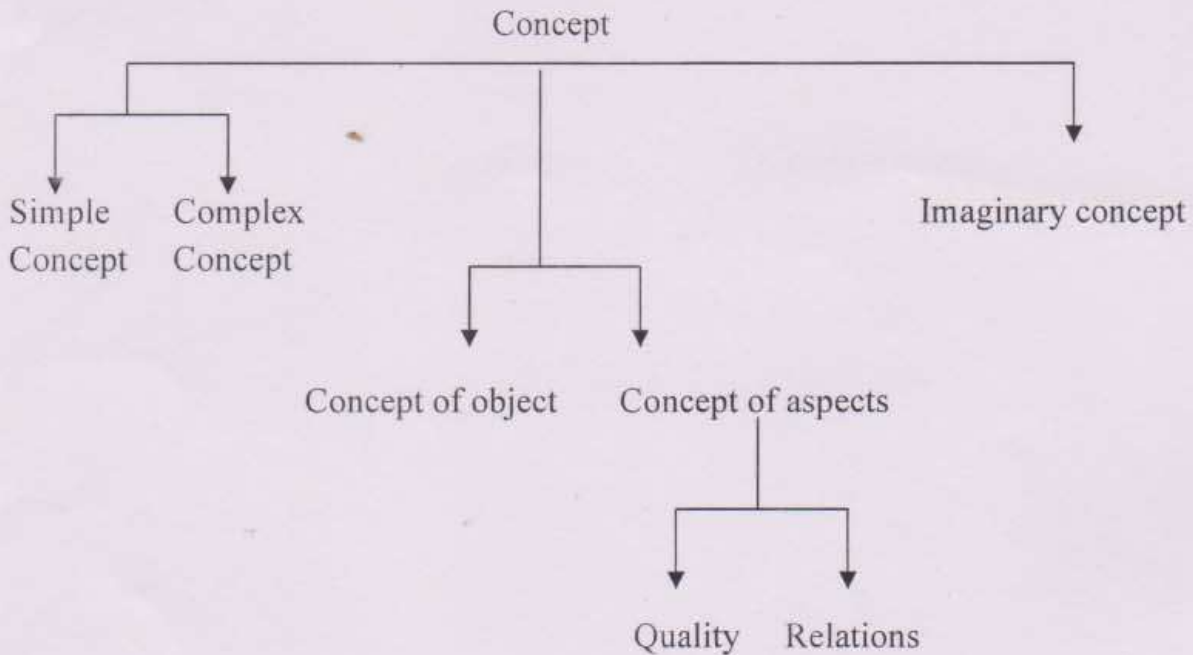 Concept
Simple
Concept
Complex
Concept
Imaginary concept
Concept of object
Concept of aspects
Quality
Relations